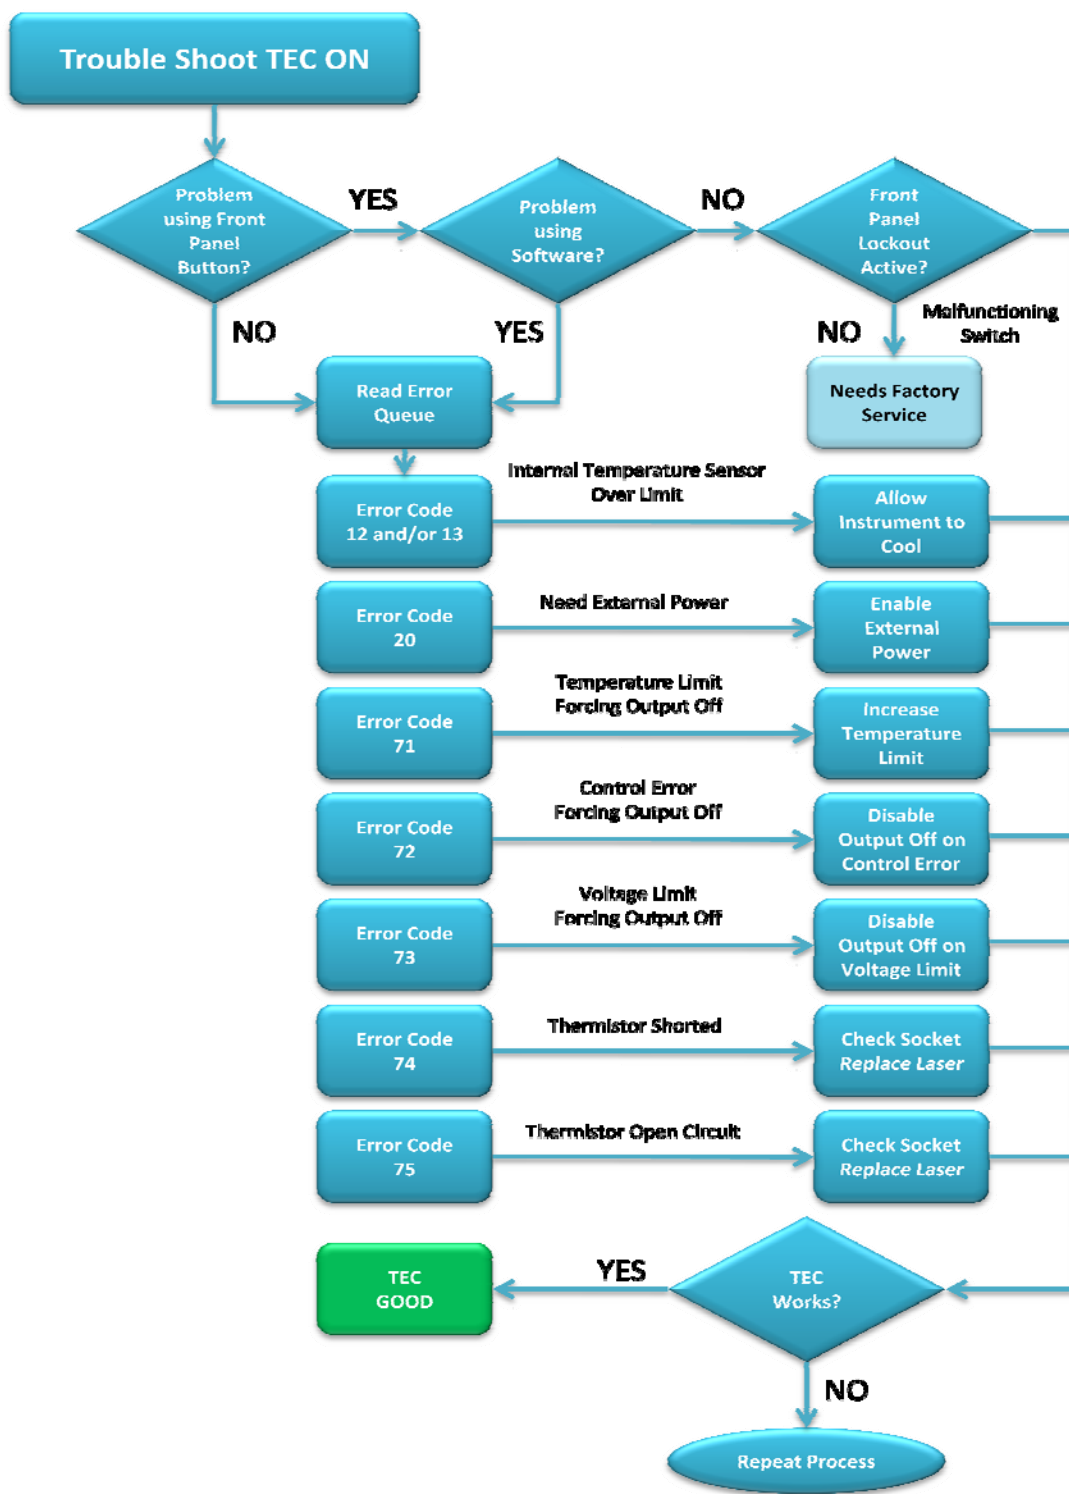 Trouble Shoot TEC ON
Problem
using Front
Panel
Button?
YES
Problem
using
Software?
NO
Front
Panel
Lockout
Active?
NO
YES
NO
Malfunctioning
Switch
Read Error
Queue
Needs Factory
Service
Error Code
12 and/or 13
Internal Temperature Sensor
Over Limit
Allow
Instrument to
Cool
Error Code
20
Need External Power
Enable
External
Power
Error Code
71
Temperature Limit
Forcing Output Off
Increase
Temperature
Limit
Error Code
72
Control Error
Forcing Output Off
Disable
Output Off on
Control Error
Error Code
73
Voltage Limit
Forcing Output Off
Disable
Output Off on
Voltage Limit
Error Code
74
Thermistor Shorted
Check Socket
Replace Laser
Error Code
75
Thermistor Open Circuit
Check Socket
Replace Laser
TEC
GOOD
YES
TEC
Works?
NO
Repeat Process